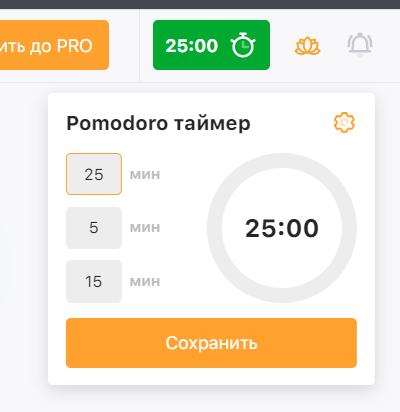 ить до PRO
25:00
Pomodoro таймер
25 мин
5 мин
15 мин
25:00
Сохранить